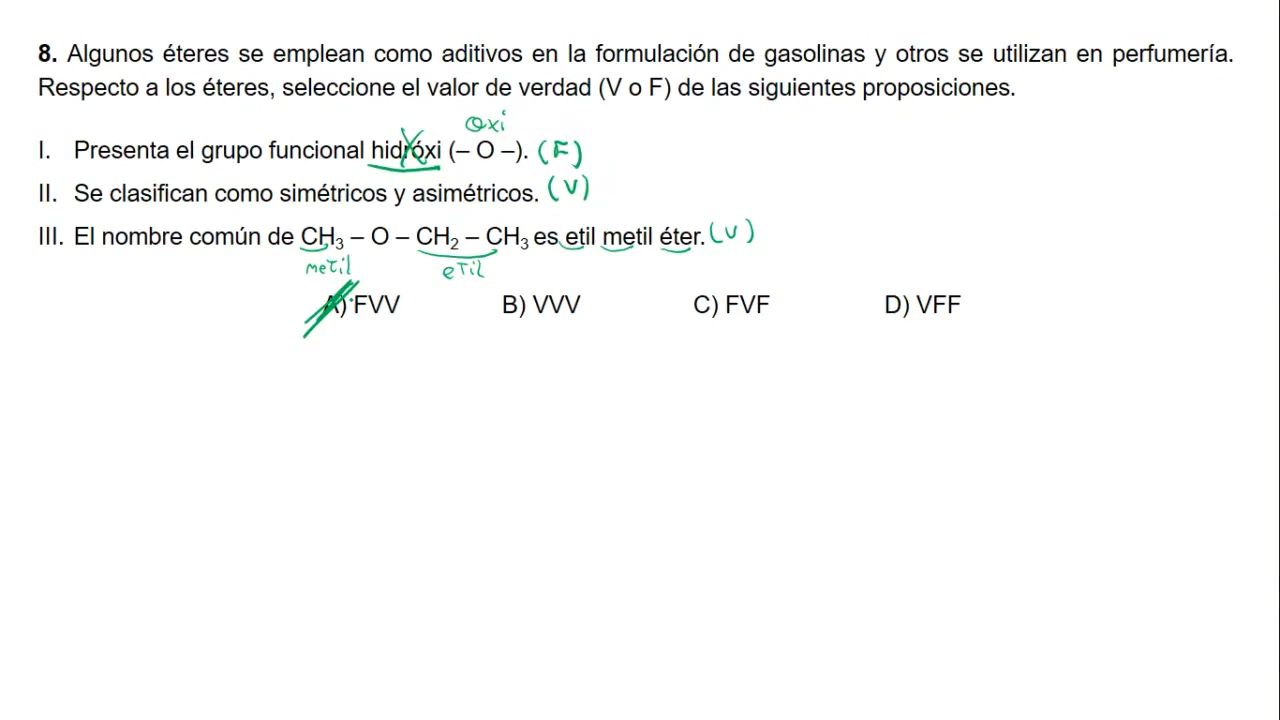 8. Algunos éteres se emplean como aditivos en la formulación de gasolinas y otros se utilizan en perfumería.
Respecto a los éteres, seleccione el valor de verdad (V o F) de las siguientes proposiciones.
oxi
I. Presenta el grupo funcional hidróxi (– O –). (F)
II. Se clasifican como simétricos y asimétricos. (V)
III. El nombre común de CH₃ – O – CH₂ – CH₃ es etil metil éter. (V)
metil etil
A) FVV B) VVV C) FVF D) VFF